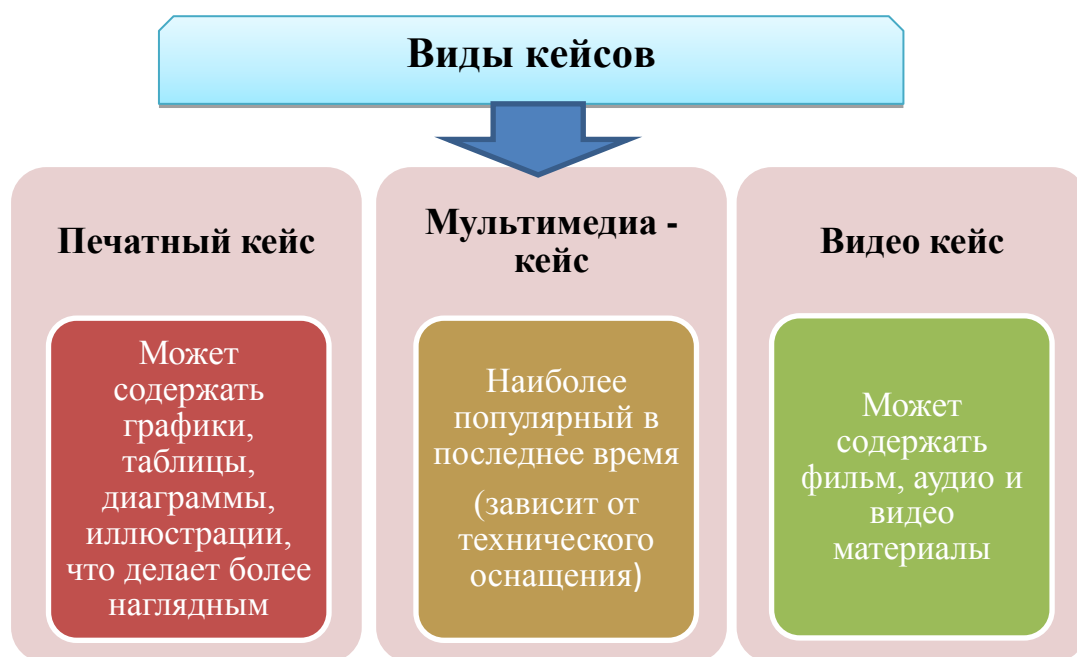 Виды кейсов
Печатный кейс
Может
содержать
графики,
таблицы,
диаграммы,
иллюстрации,
что делает более
наглядным
Мультимедиа -
кейс
Наиболее
популярный в
последнее время
(зависит от
технического
оснащения)
Видео кейс
Может
содержать
фильм, аудио и
видео
материалы